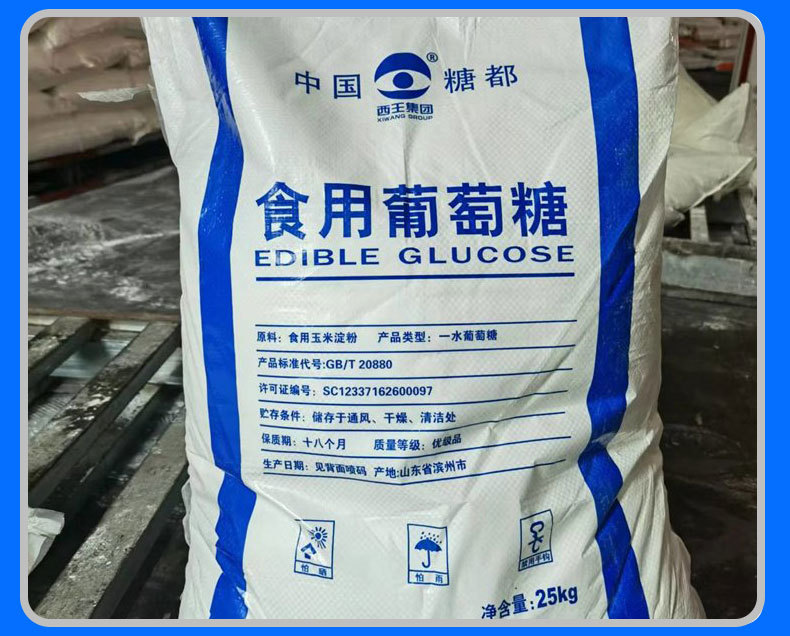 中国 糖都
®
西王集团
XIWANG GROUP
食用葡萄糖
EDIBLE GLUCOSE
原料：食用玉米淀粉 产品类型：一水葡萄糖
产品标准代号:GB/T 20880
许可证编号：SC12337162600097
贮存条件：储存于通风、干燥、清洁处
保质期：十八个月 质量等级：优级品
生产日期：见背面喷码 产地:山东省滨州市
怕晒 怕雨 禁用手钩
净含量:25kg